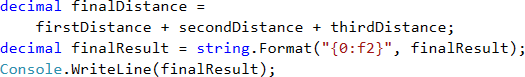 decimal finalDistance =
    firstDistance + secondDistance + thirdDistance;
decimal finalResult = string.Format("{0:f2}", finalResult);
Console.WriteLine(finalResult);